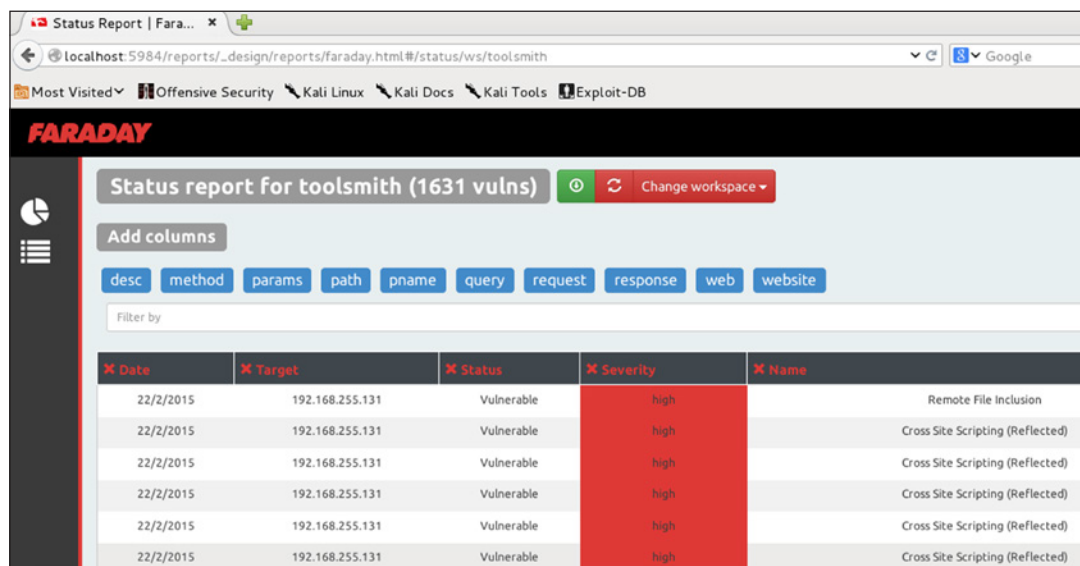 Status Report | Fara...
localhost:5984/reports/_design/reports/faraday.html#/status/ws/toolsmith
Google
Most Visited
Offensive Security
Kali Linux
Kali Docs
Kali Tools
Exploit-DB
FARADAY
Status report for toolsmith (1631 vulns)
Change workspace
Add columns
desc method params path pname query request response web website
Filter by
Date Target Status Severity Name
22/2/2015 192.168.255.131 Vulnerable high Remote File Inclusion
22/2/2015 192.168.255.131 Vulnerable high Cross Site Scripting (Reflected)
22/2/2015 192.168.255.131 Vulnerable high Cross Site Scripting (Reflected)
22/2/2015 192.168.255.131 Vulnerable high Cross Site Scripting (Reflected)
22/2/2015 192.168.255.131 Vulnerable high Cross Site Scripting (Reflected)
22/2/2015 192.168.255.131 Vulnerable high Cross Site Scripting (Reflected)